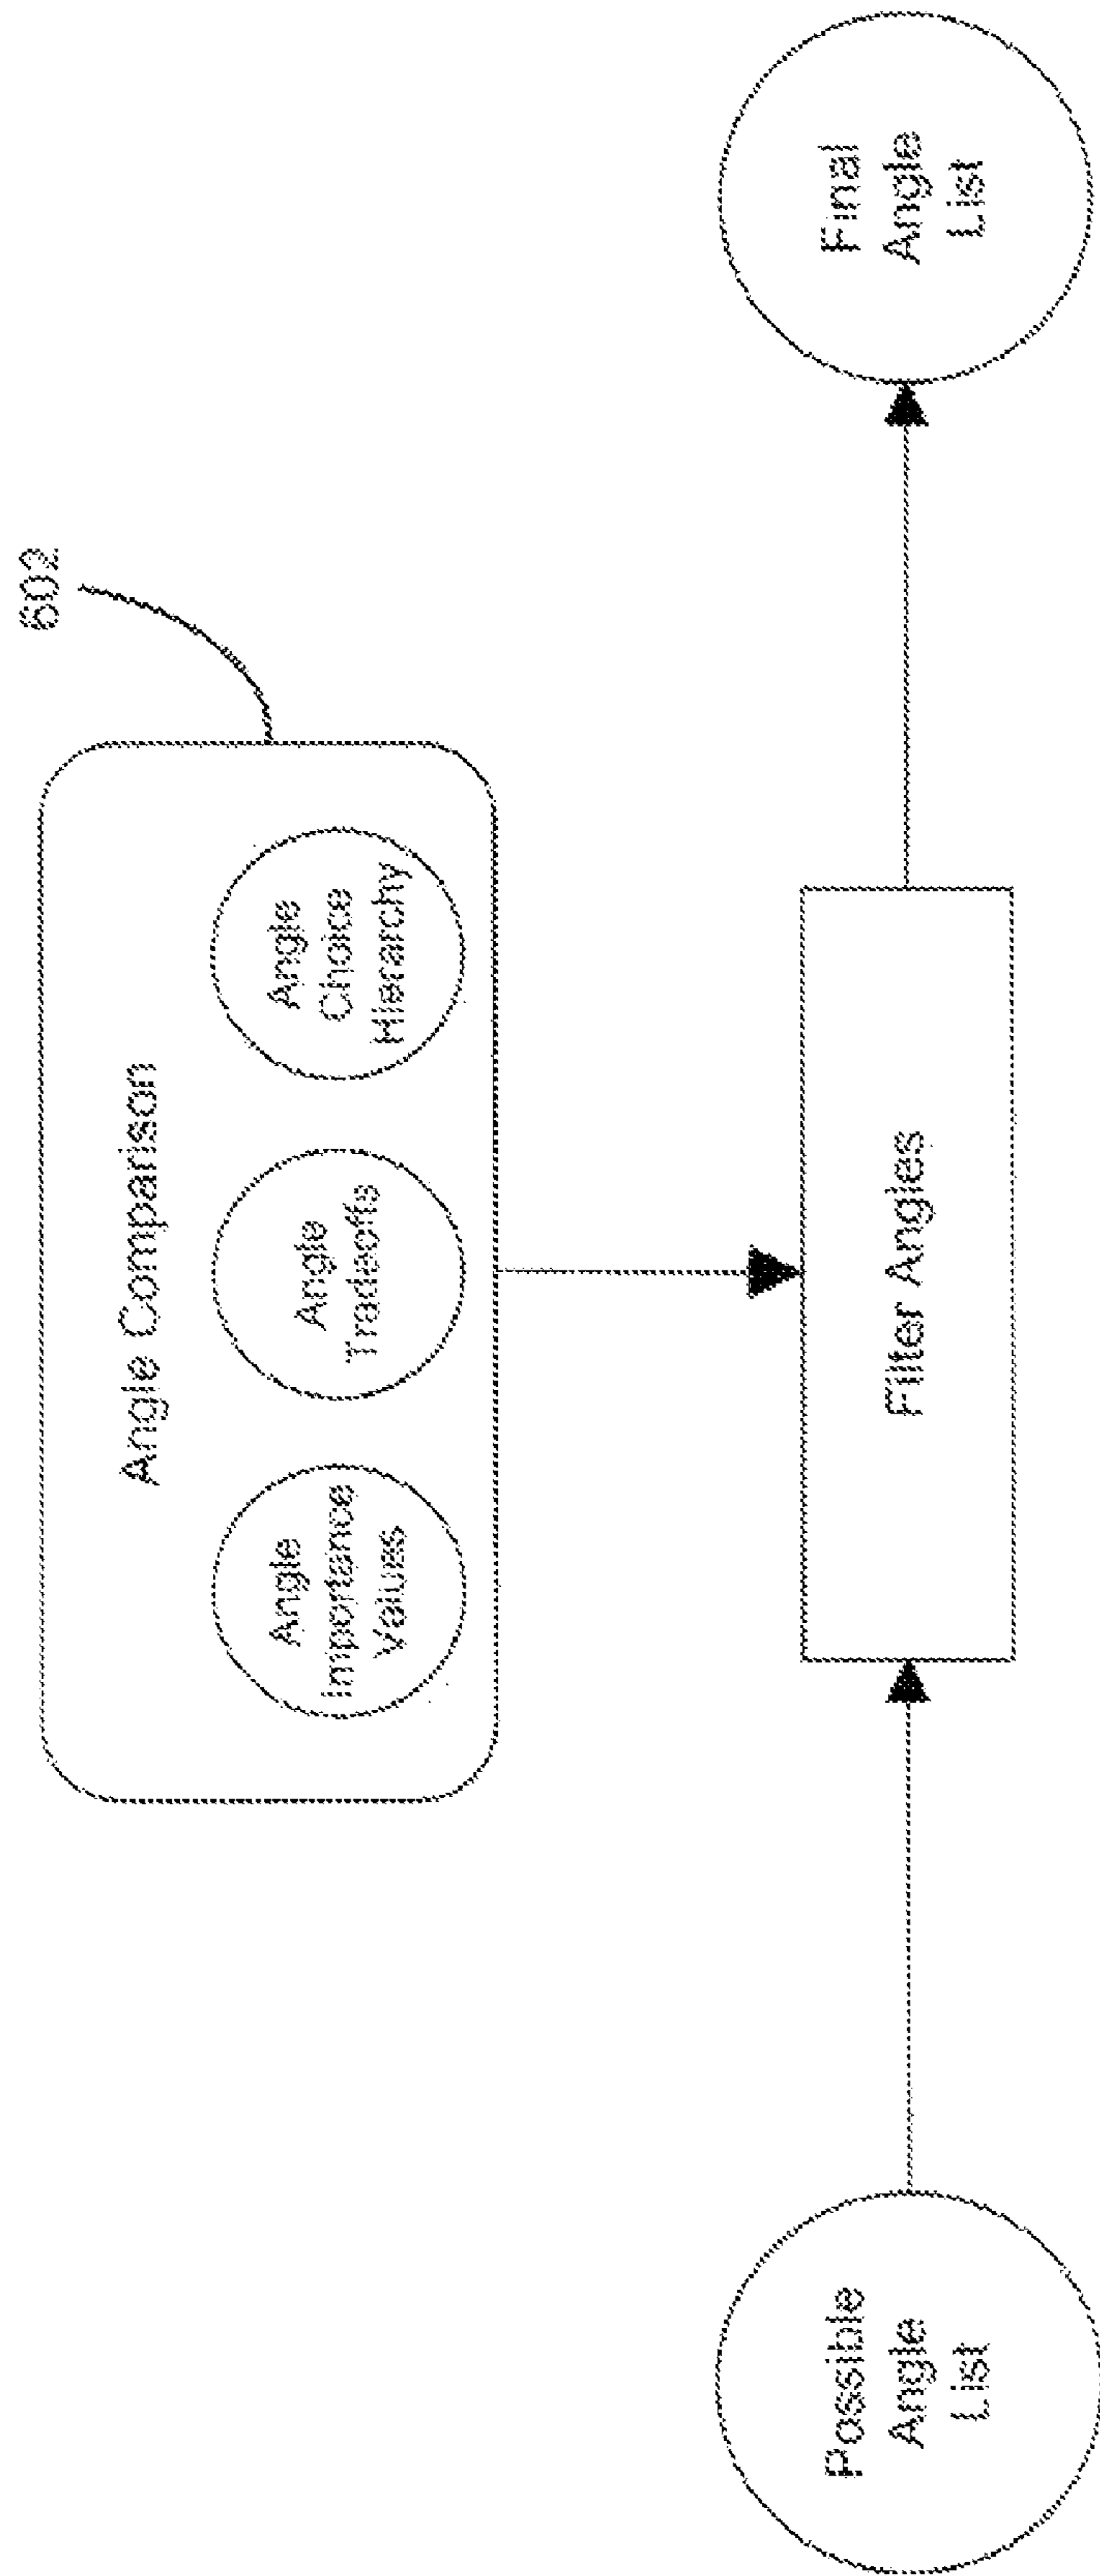 602
Angle Comparison
Angle
Importance
Values
Angle
Tradeoffs
Angle
Choice
Hierarchy
Possible
Angle
List
Filter Angles
Final
Angle
List